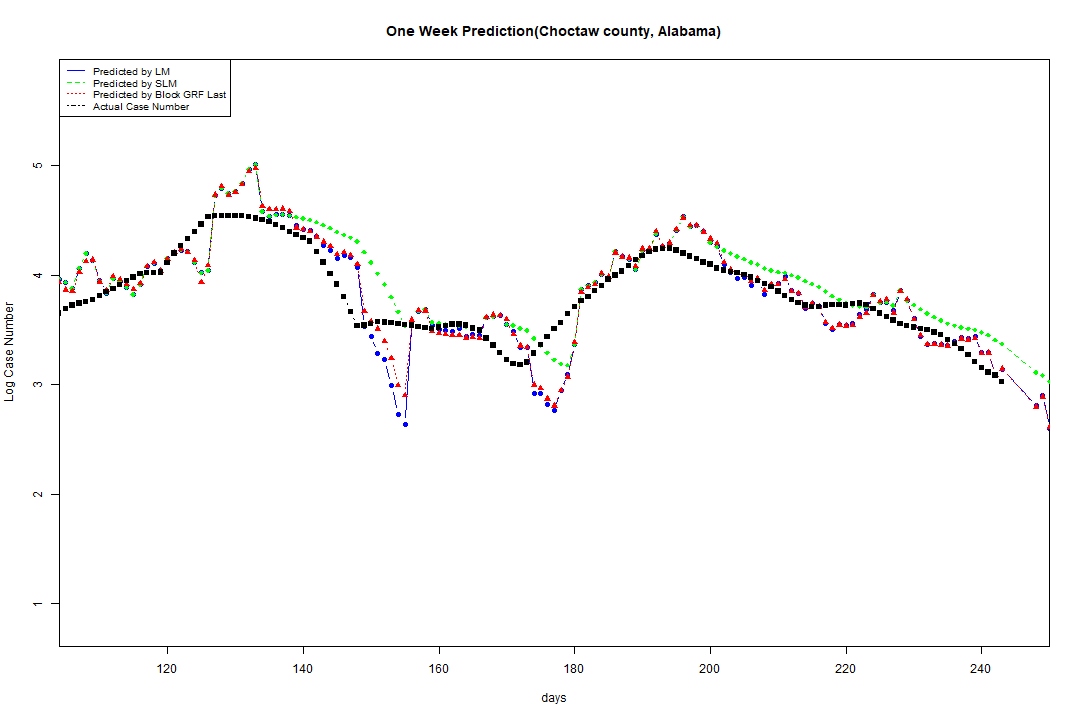 One Week Prediction(Choctaw county, Alabama)
Predicted by LM
Predicted by SLM
Predicted by Block GRF Last
Actual Case Number
Log Case Number
5
4
3
2
1
120 140 160 180 200 220 240
days